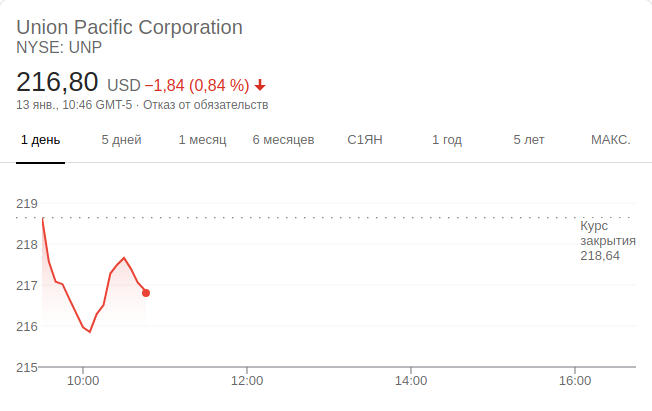 Union Pacific Corporation
NYSE: UNP
216,80 USD −1,84 (0,84 %)
13 янв., 10:46 GMT-5 · Отказ от обязательств
1 день 5 дней 1 месяц 6 месяцев С1ЯН 1 год 5 лет МАКС.
219
218
217
216
215
Курс
закрытия
218,64
10:00 12:00 14:00 16:00